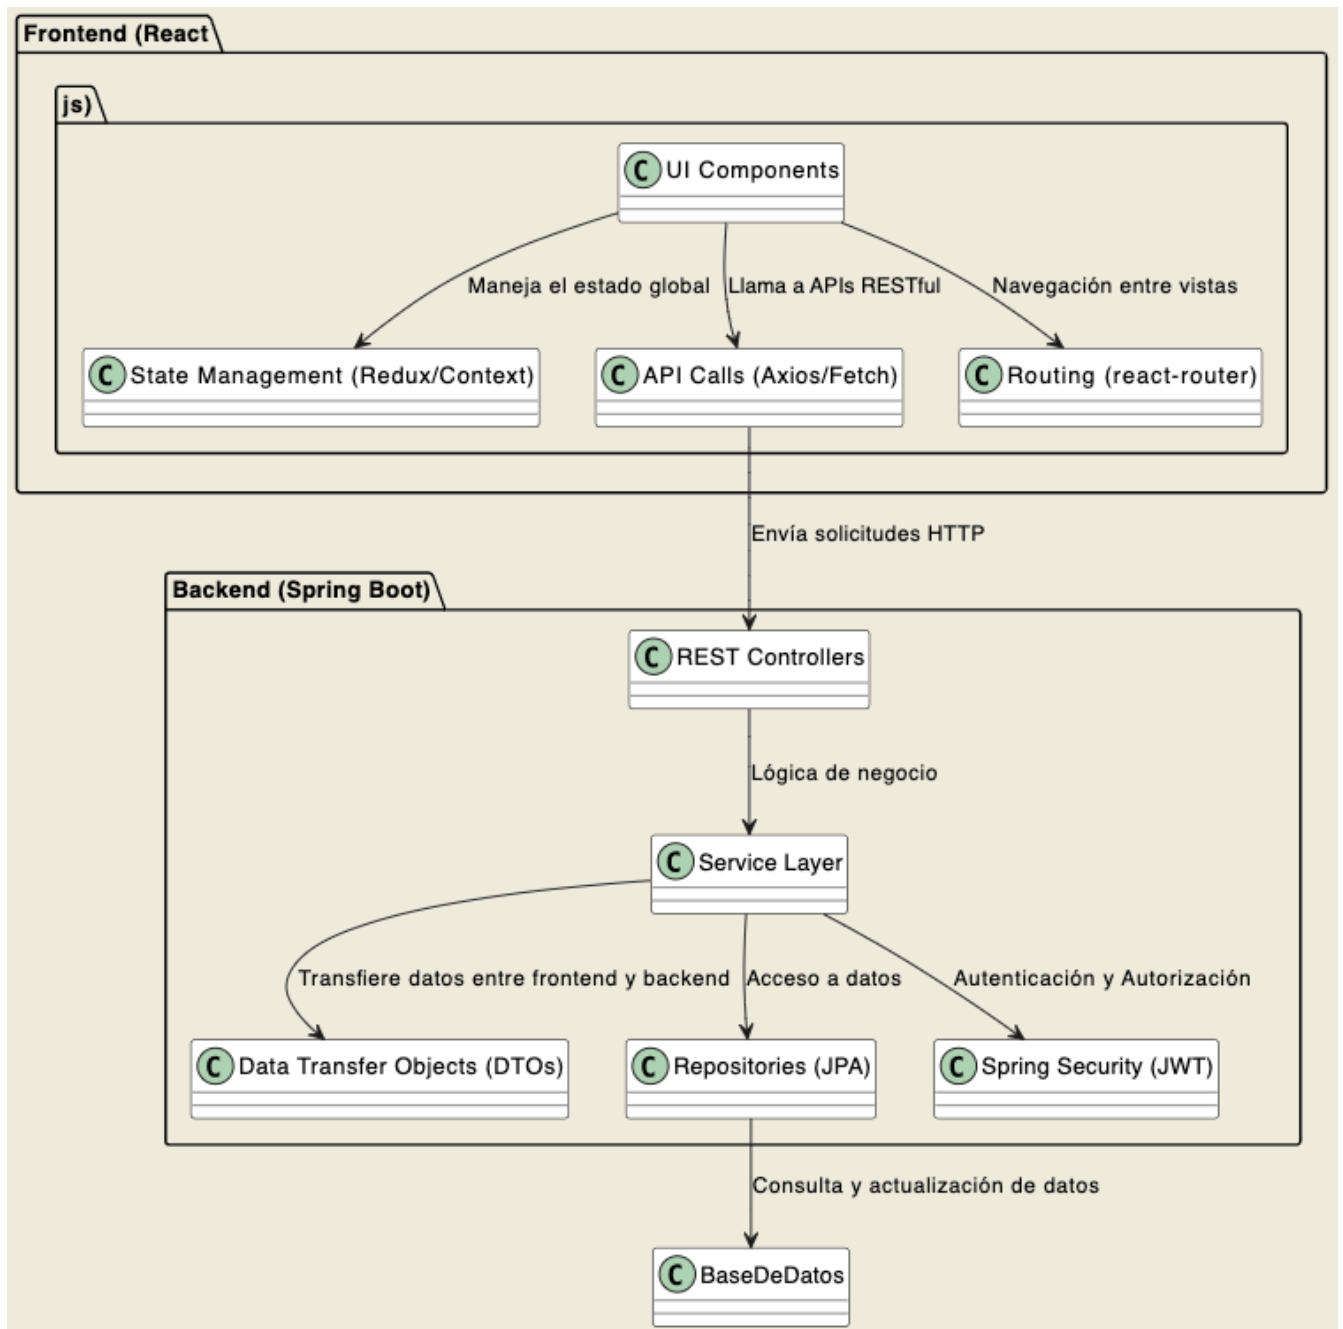 Frontend (React
js)
C UI Components
Maneja el estado global
Llama a APIs RESTful
Navegación entre vistas
C State Management (Redux/Context)
C API Calls (Axios/Fetch)
C Routing (react-router)
Envía solicitudes HTTP
Backend (Spring Boot)
C REST Controllers
Lógica de negocio
C Service Layer
Transfiere datos entre frontend y backend
Acceso a datos
Autenticación y Autorización
C Data Transfer Objects (DTOs)
C Repositories (JPA)
C Spring Security (JWT)
Consulta y actualización de datos
C BaseDeDatos